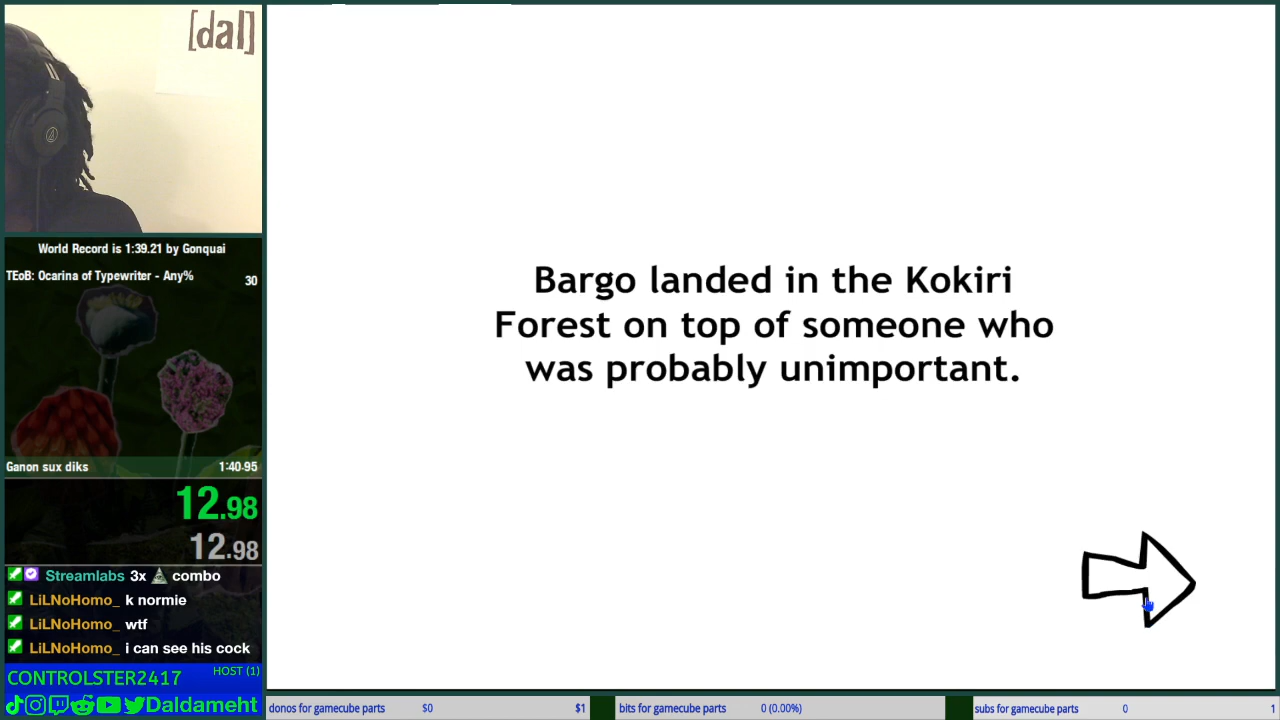 [dal]
World Record is 1:39.21 by Gonquai
TEoB: Ocarina of Typewriter - Any%
30
Ganon sux diks 1:40.95
12.98
12.98
Streamlabs 3x combo
LiLNoHomo_ k normie
LiLNoHomo_ wtf
LiLNoHomo_ i can see his cock
CONTROLSTER2417 HOST (1)
Daldameht
Bargo landed in the Kokiri
Forest on top of someone who
was probably unimportant.
donos for gamecube parts $0 $1
bits for gamecube parts 0 (0.00%)
subs for gamecube parts 0 1